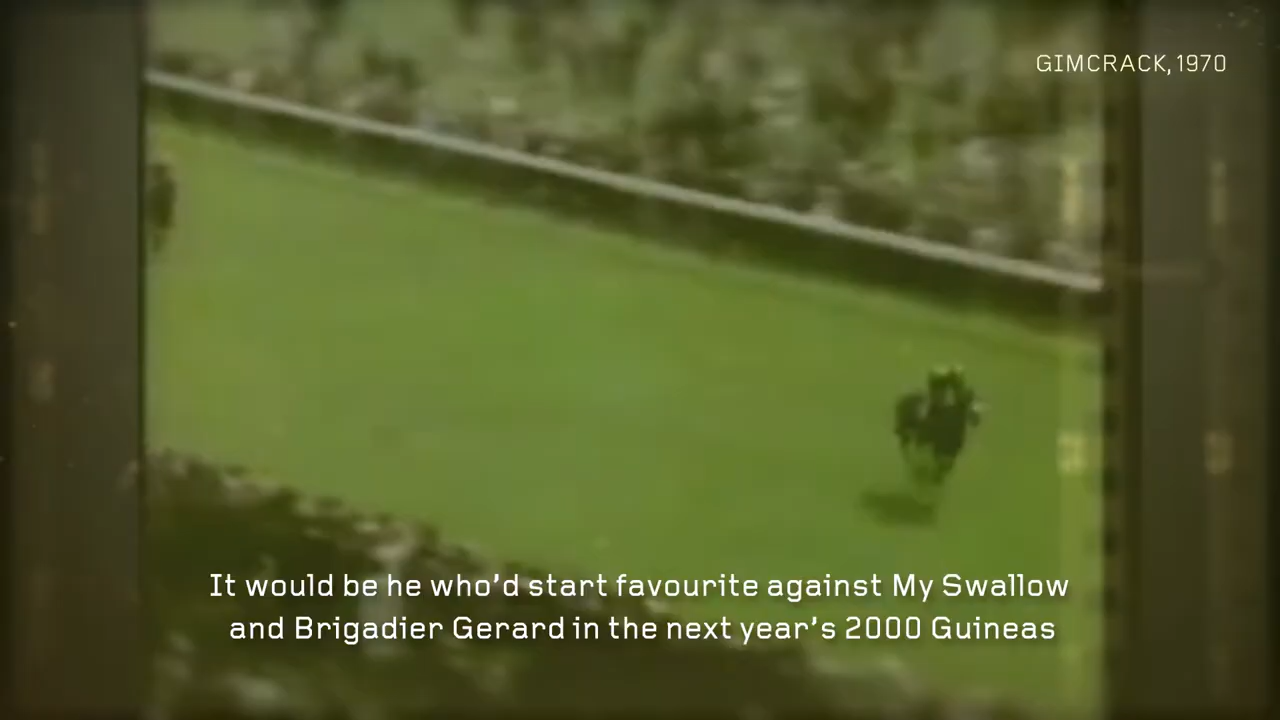 GIMCRACK, 1970
It would be he who'd start favourite against My Swallow
and Brigadier Gerard in the next year's 2000 Guineas